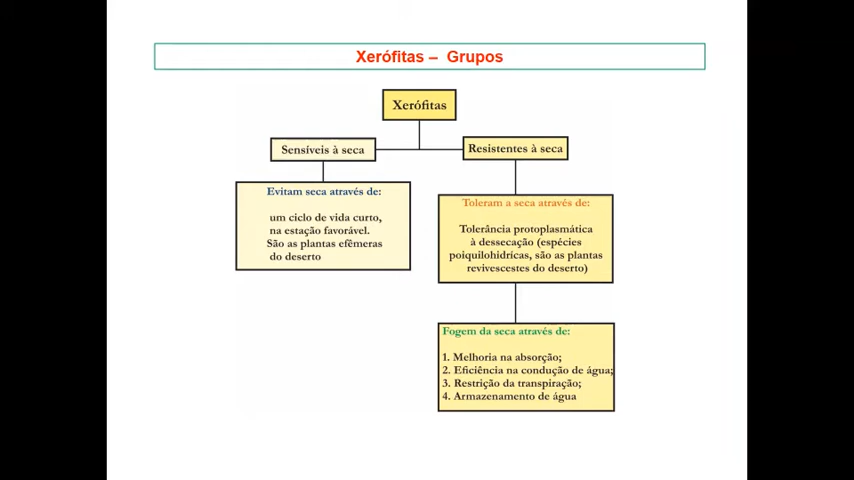 Xerófitas – Grupos
Xerófitas
Sensíveis à seca
Resistentes à seca
Evitam seca através de:
um ciclo de vida curto,
na estação favorável.
São as plantas efêmeras
do deserto
Toleram a seca através de:
Tolerância protoplasmática
à dessecação (espécies
poiquilohidricas, são as plantas
revivescestes do deserto)
Fogem da seca através de:
1. Melhoria na absorção;
2. Eficiência na condução de água;
3. Restrição da transpiração;
4. Armazenamento de água